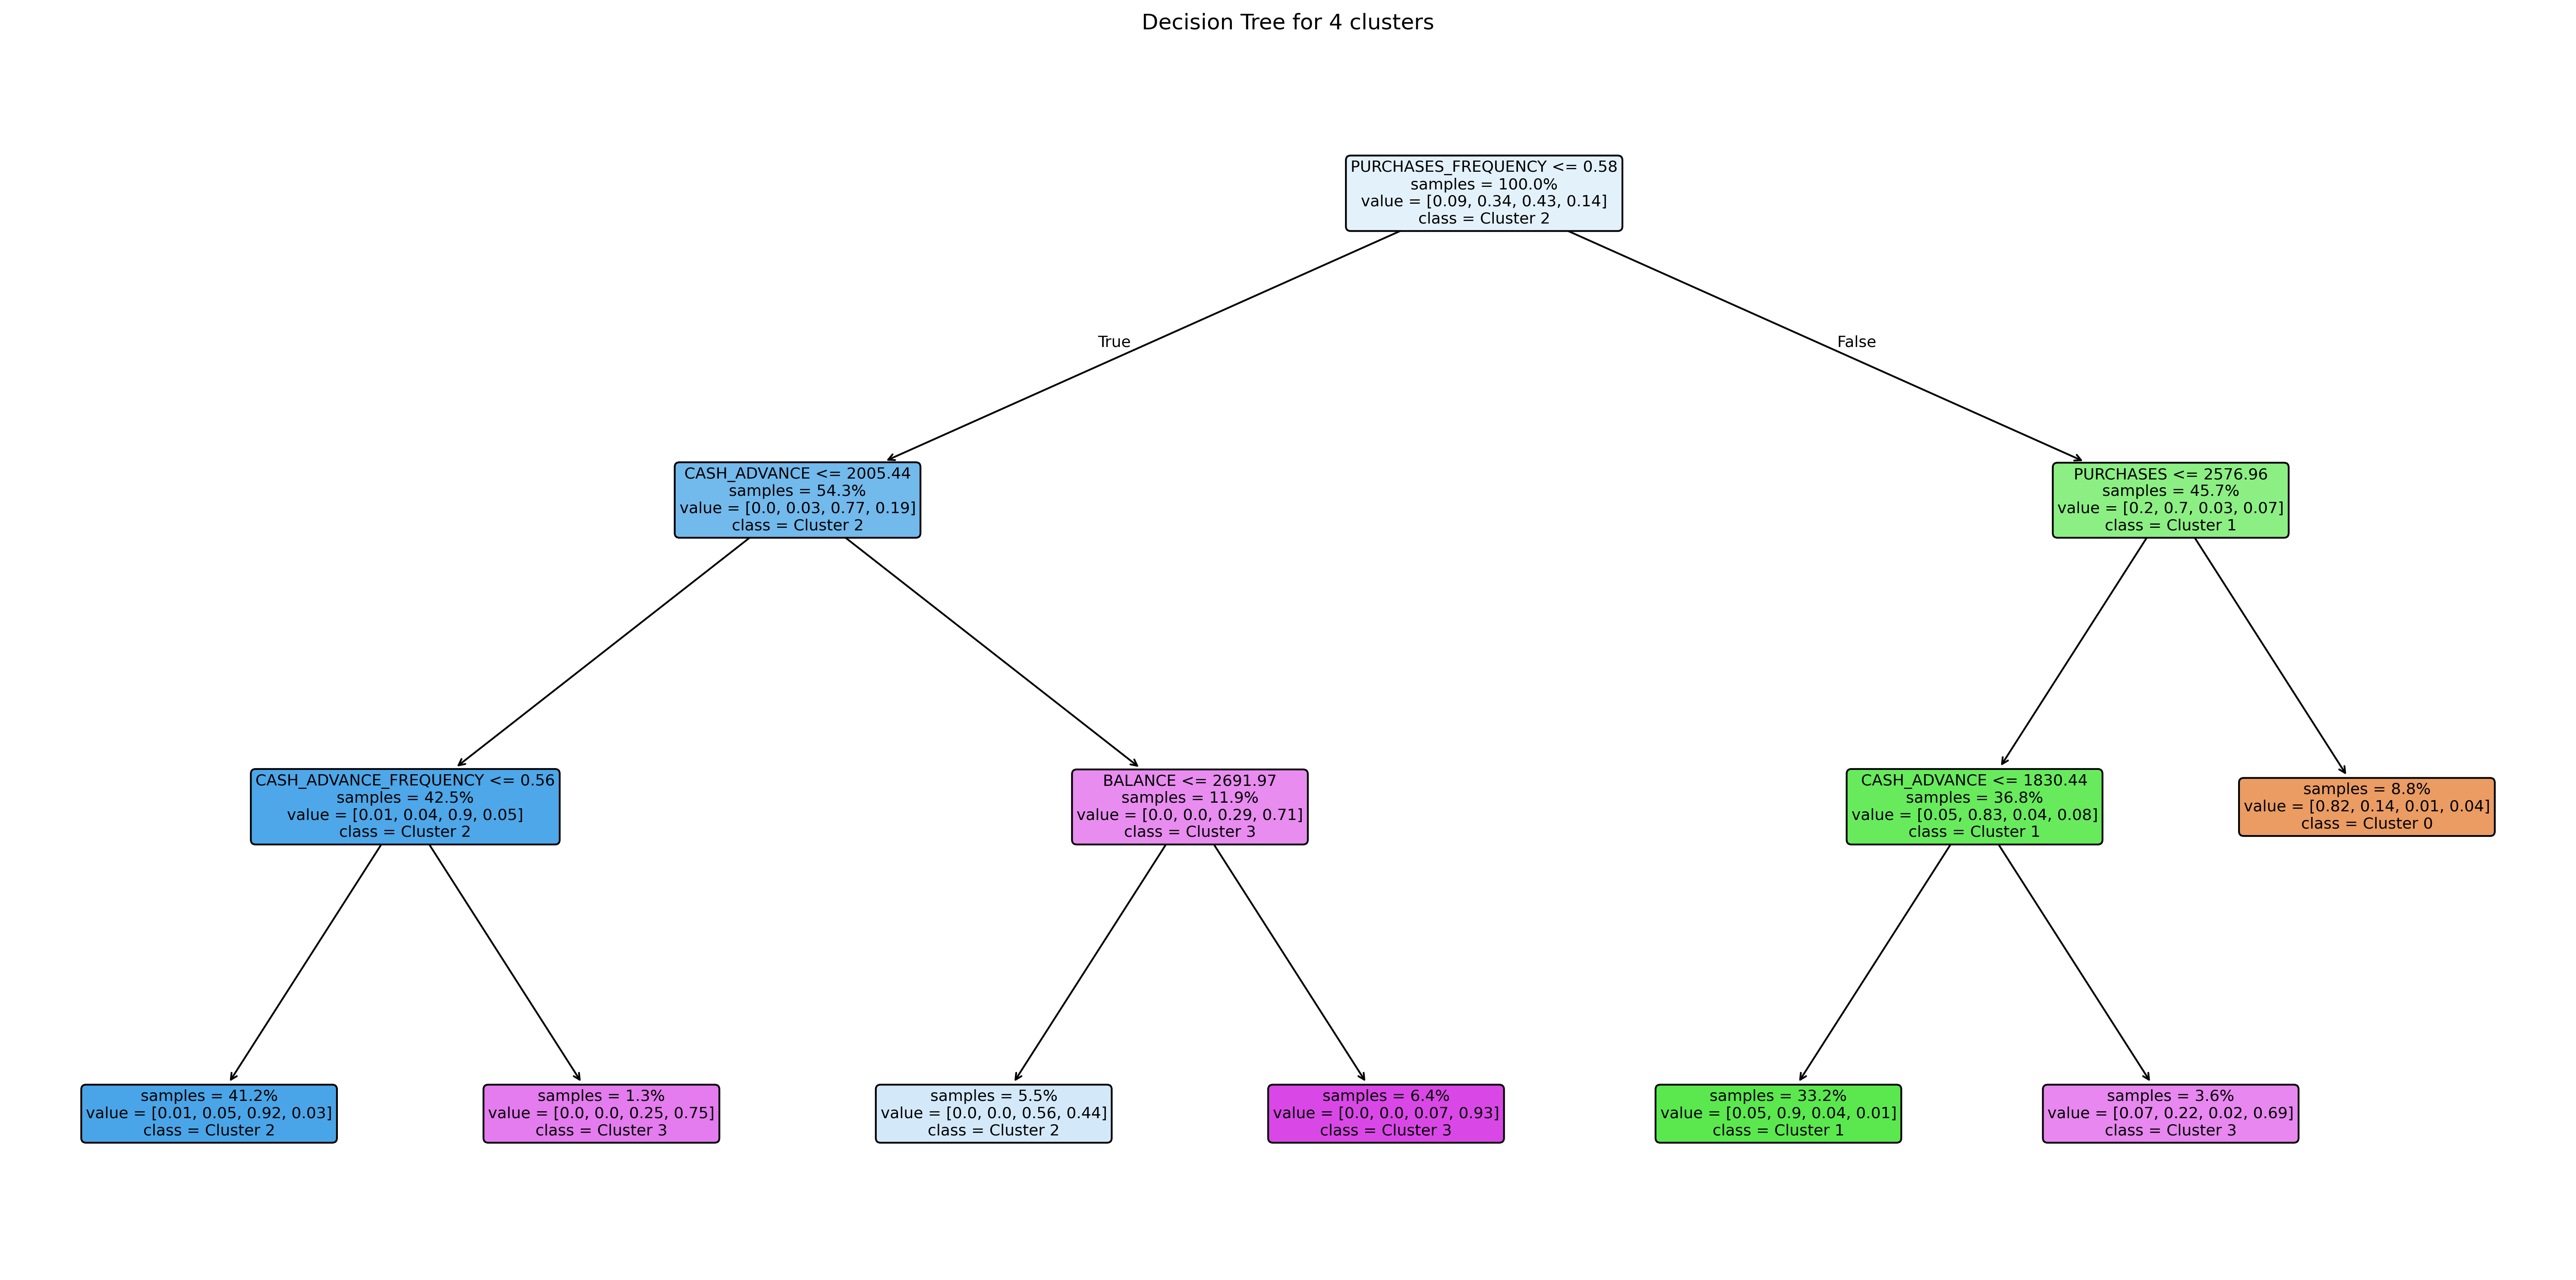 Decision Tree for 4 clusters
PURCHASES_FREQUENCY <= 0.58
samples = 100.0%
value = [0.09, 0.34, 0.43, 0.14]
class = Cluster 2
True
False
CASH_ADVANCE <= 2005.44
samples = 54.3%
value = [0.0, 0.03, 0.77, 0.19]
class = Cluster 2
PURCHASES <= 2576.96
samples = 45.7%
value = [0.2, 0.7, 0.03, 0.07]
class = Cluster 1
CASH_ADVANCE_FREQUENCY <= 0.56
samples = 42.5%
value = [0.01, 0.04, 0.9, 0.05]
class = Cluster 2
BALANCE <= 2691.97
samples = 11.9%
value = [0.0, 0.0, 0.29, 0.71]
class = Cluster 3
CASH_ADVANCE <= 1830.44
samples = 36.8%
value = [0.05, 0.83, 0.04, 0.08]
class = Cluster 1
samples = 8.8%
value = [0.82, 0.14, 0.01, 0.04]
class = Cluster 0
samples = 41.2%
value = [0.01, 0.05, 0.92, 0.03]
class = Cluster 2
samples = 1.3%
value = [0.0, 0.0, 0.25, 0.75]
class = Cluster 3
samples = 5.5%
value = [0.0, 0.0, 0.56, 0.44]
class = Cluster 2
samples = 6.4%
value = [0.0, 0.0, 0.07, 0.93]
class = Cluster 3
samples = 33.2%
value = [0.05, 0.9, 0.04, 0.01]
class = Cluster 1
samples = 3.6%
value = [0.07, 0.22, 0.02, 0.69]
class = Cluster 3